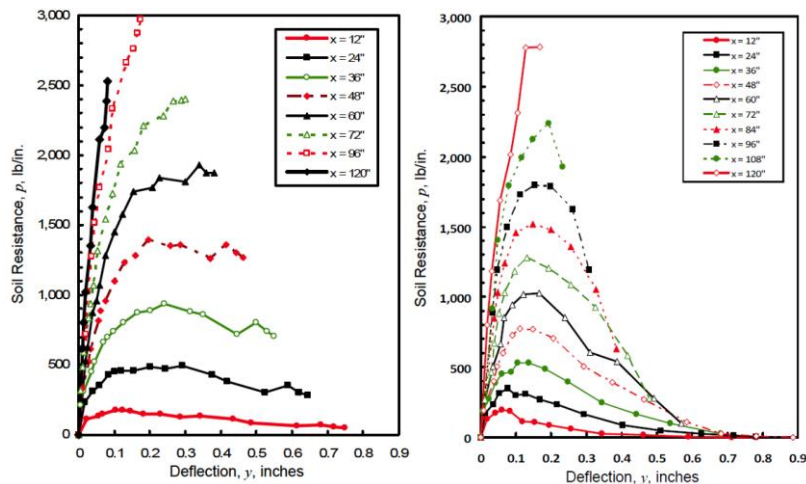 3,000
2,500
2,000
1,500
1,000
500
0
Soil Resistance, p, lb/in.
0 0.1 0.2 0.3 0.4 0.5 0.6 0.7 0.8 0.9
Deflection, y, inches
x = 12"
x = 24"
x = 36"
x = 48"
x = 60"
x = 72"
x = 96"
x = 120"
3,000
2,500
2,000
1,500
1,000
500
0
Soil Resistance, p, lb/in.
0 0.1 0.2 0.3 0.4 0.5 0.6 0.7 0.8 0.9
Deflection, y, inches
x = 12"
x = 24"
x = 36"
x = 48"
x = 60"
x = 72"
x = 84"
x = 96"
x = 108"
x = 120"